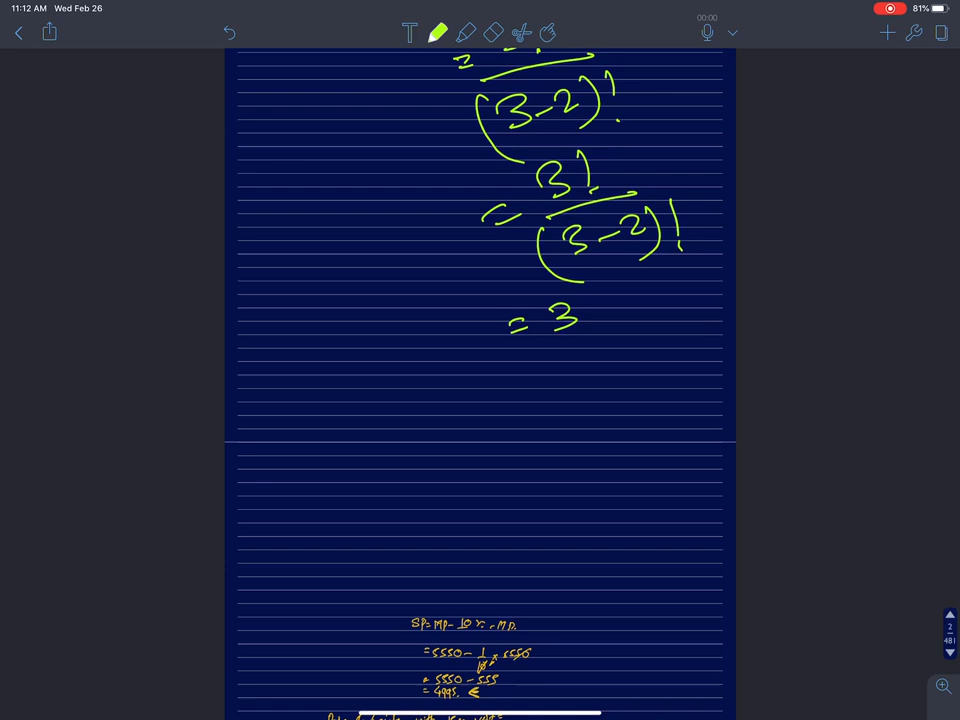 11:12 AM Wed Feb 26
81%
00:00
T
=
(3-2)!
= 3!
(3-2)!
= 3
2
481
SP=MP- 10 %
= 5550 - 1 × 5550
10
= 5550 - 555
= 4995.